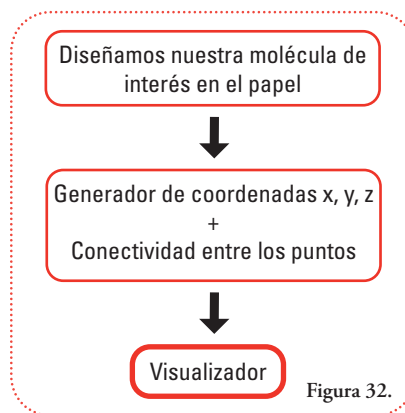 Diseñamos nuestra molécula de
interés en el papel
Generador de coordenadas x, y, z
+
Conectividad entre los puntos
Visualizador
Figura 32.